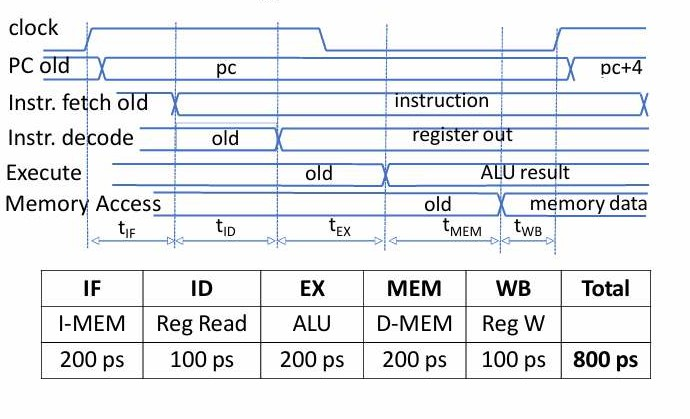 clock
PC old pc pc+4
Instr. fetch old instruction
Instr. decode old register out
Execute old ALU result
Memory Access old memory data
tIF tID tEX tMEM tWB
IF ID EX MEM WB Total
I-MEM Reg Read ALU D-MEM Reg W
200 ps 100 ps 200 ps 200 ps 100 ps 800 ps